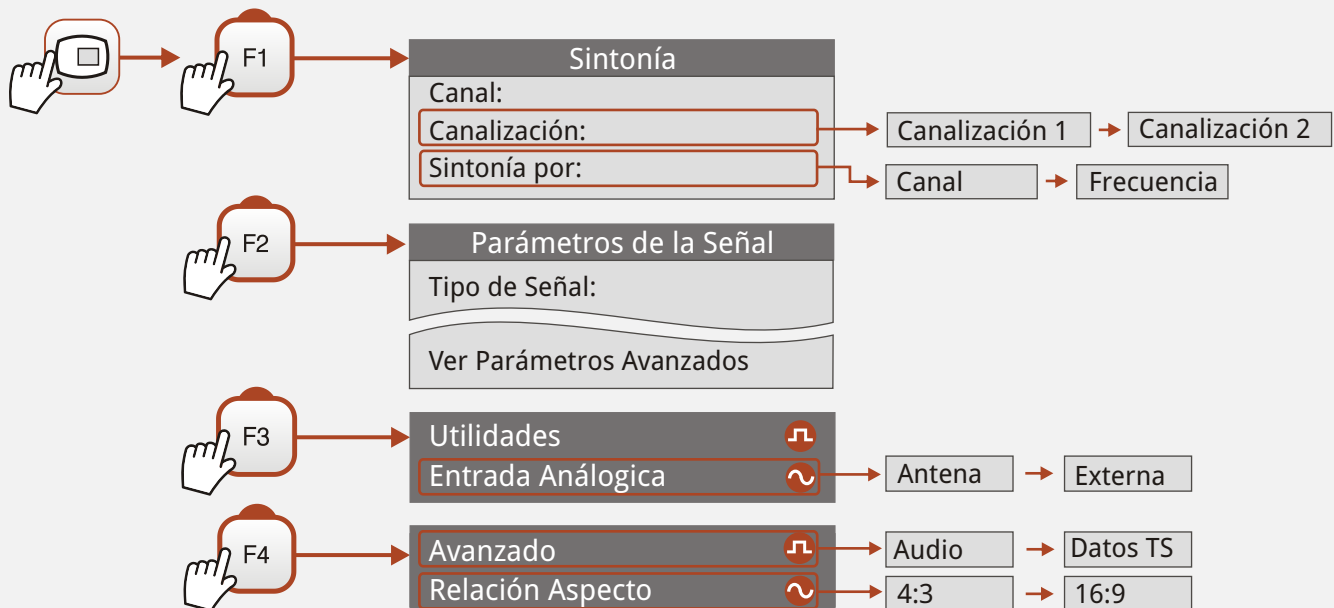 F1
Sintonía
Canal:
Canalización:
Canalización 1
Canalización 2
Sintonía por:
Canal
Frecuencia
F2
Parámetros de la Señal
Tipo de Señal:
Ver Parámetros Avanzados
F3
Utilidades
Entrada Análogica
Antena
Externa
F4
Avanzado
Audio
Datos TS
Relación Aspecto
4:3
16:9